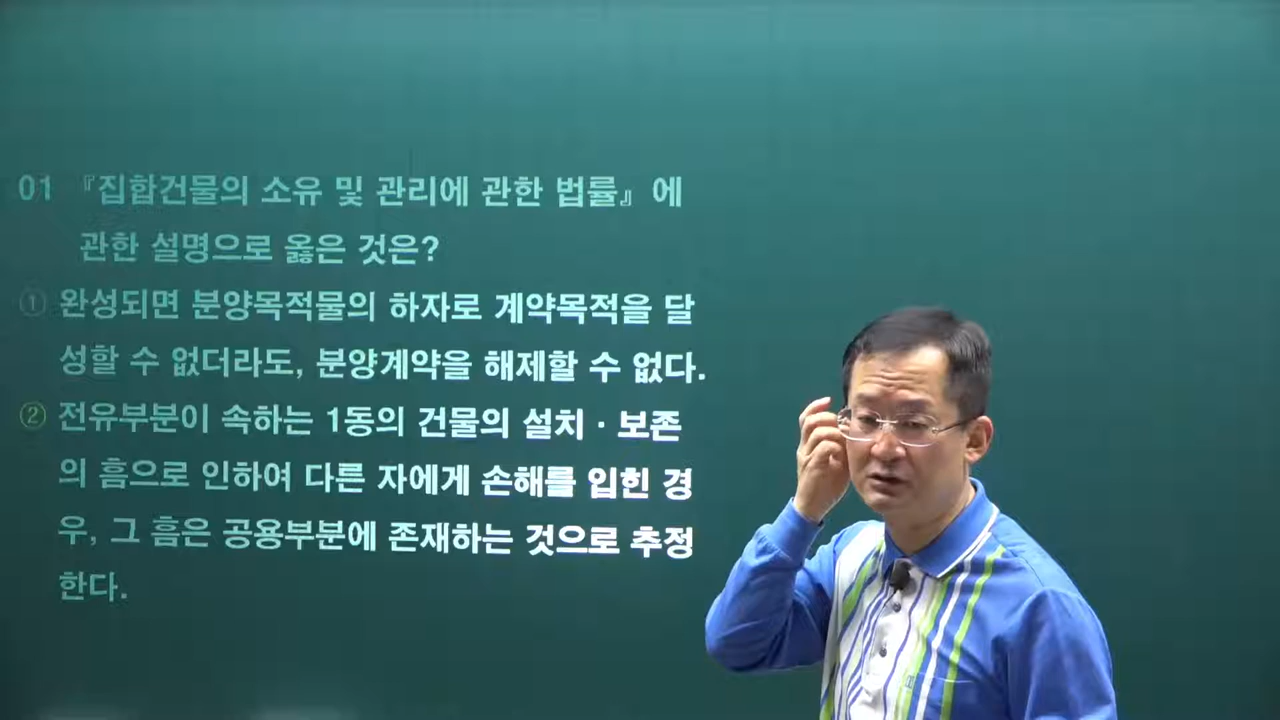 01 『집합건물의 소유 및 관리에 관한 법률』에
관한 설명으로 옳은 것은?
① 완성되면 분양목적물의 하자로 계약목적을 달
성할 수 없더라도, 분양계약을 해제할 수 없다.
② 전유부분이 속하는 1동의 건물의 설치·보존
의 흠으로 인하여 다른 자에게 손해를 입힌 경
우, 그 흠은 공용부분에 존재하는 것으로 추정
한다.